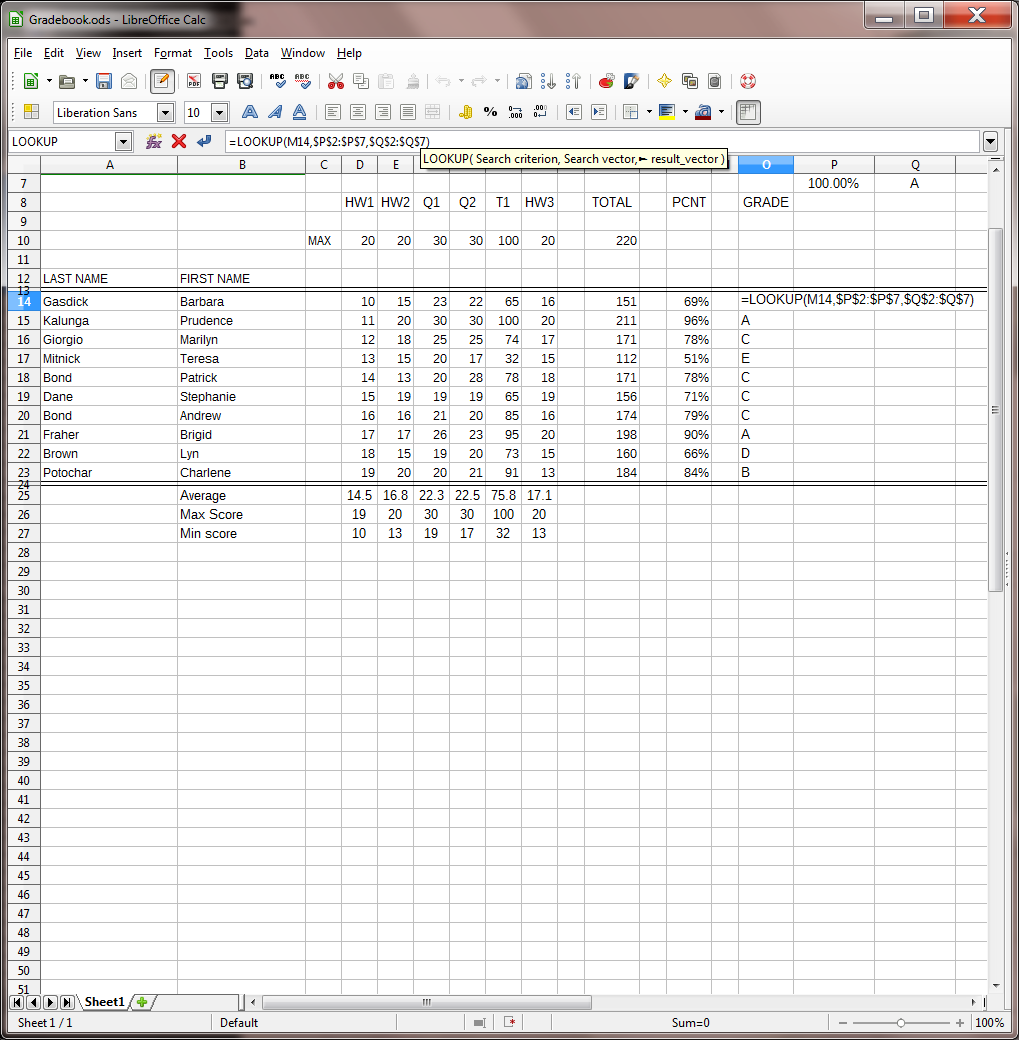 Gradebook.ods - LibreOffice Calc
File Edit View Insert Format Tools Data Window Help
Liberation Sans 10
LOOKUP =LOOKUP(M14,$P$2:$P$7,$Q$2:$Q$7)
LOOKUP( Search criterion, Search vector,► result_vector )
A B C D E O P Q
7 100.00% A
8 HW1 HW2 Q1 Q2 T1 HW3 TOTAL PCNT GRADE
9
10 MAX 20 20 30 30 100 20 220
11
12 LAST NAME FIRST NAME
13
14 Gasdick Barbara 10 15 23 22 65 16 151 69% =LOOKUP(M14,$P$2:$P$7,$Q$2:$Q$7)
15 Kalunga Prudence 11 20 30 30 100 20 211 96% A
16 Giorgio Marilyn 12 18 25 25 74 17 171 78% C
17 Mitnick Teresa 13 15 20 17 32 15 112 51% E
18 Bond Patrick 14 13 20 28 78 18 171 78% C
19 Dane Stephanie 15 19 19 19 65 19 156 71% C
20 Bond Andrew 16 16 21 20 85 16 174 79% C
21 Fraher Brigid 17 17 26 23 95 20 198 90% A
22 Brown Lyn 18 15 19 20 73 15 160 66% D
23 Potochar Charlene 19 20 20 21 91 13 184 84% B
24
25 Average 14.5 16.8 22.3 22.5 75.8 17.1
26 Max Score 19 20 30 30 100 20
27 Min score 10 13 19 17 32 13
28
29
30
31
32
33
34
35
36
37
38
39
40
41
42
43
44
45
46
47
48
49
50
51
Sheet1
Sheet 1 / 1 Default Sum=0 100%